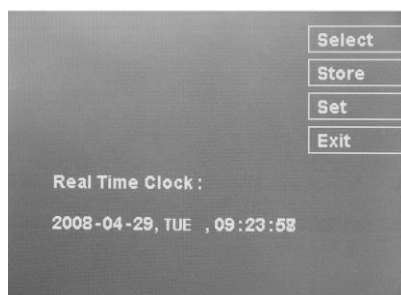 Select
Store
Set
Exit
Real Time Clock :
2008-04-29, TUE , 09:23:58